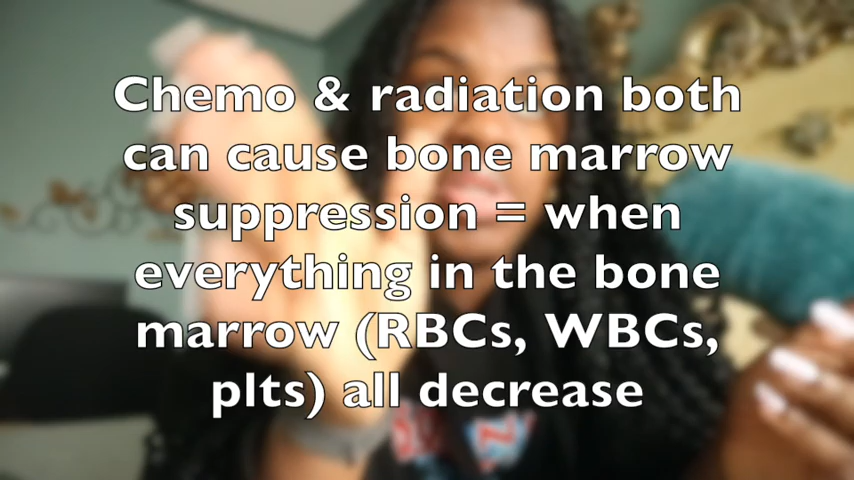 Chemo & radiation both
can cause bone marrow
suppression = when
everything in the bone
marrow (RBCs, WBCs,
plts) all decrease